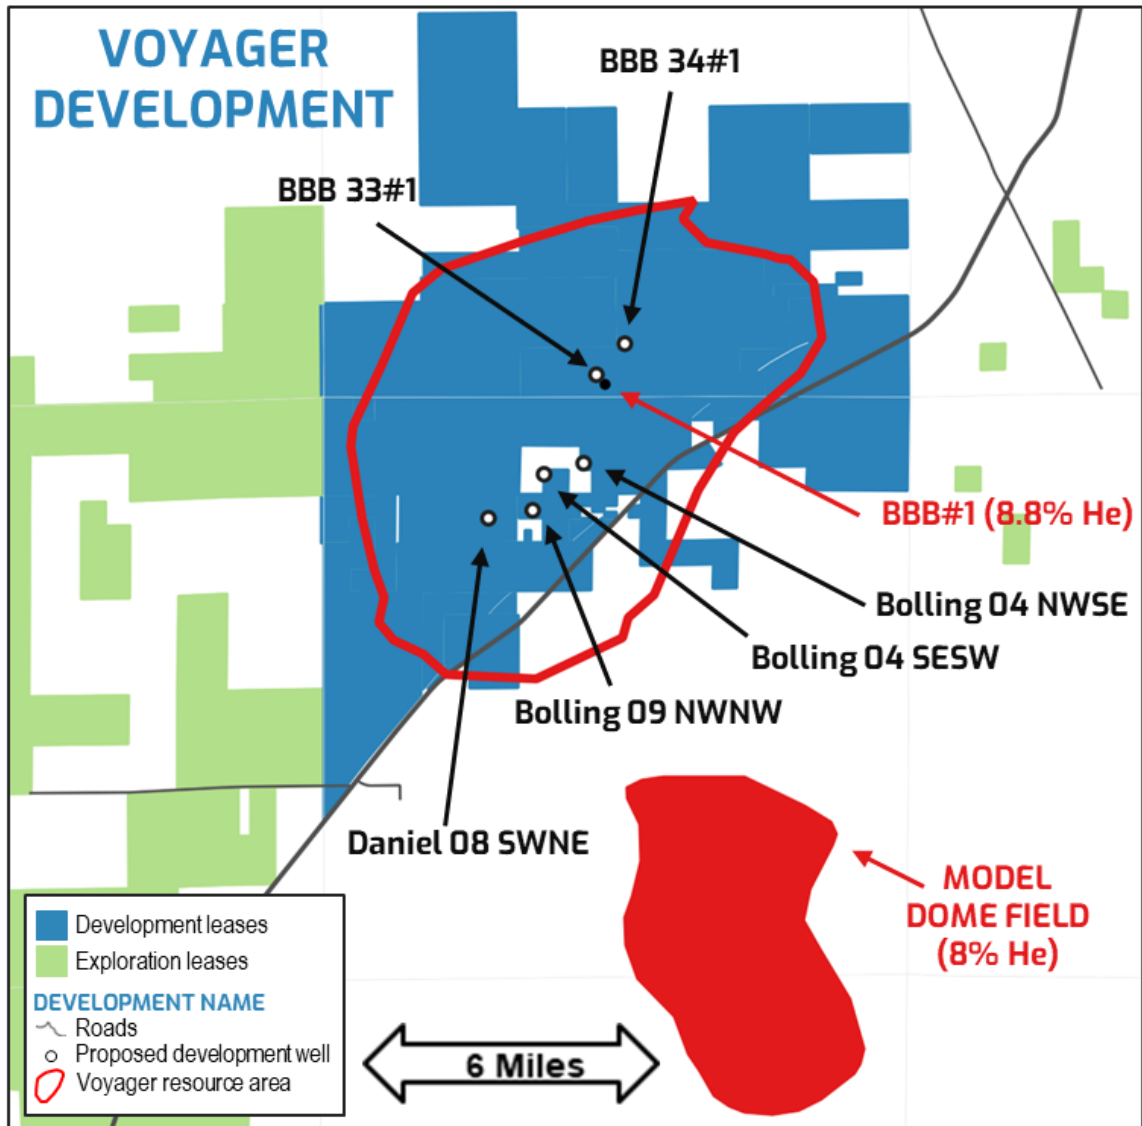 VOYAGER
DEVELOPMENT
BBB 34#1
BBB 33#1
BBB#1 (8.8% He)
Bolling 04 NWSE
Bolling 04 SESW
Bolling 09 NWNW
Daniel 08 SWNE
MODEL
DOME FIELD
(8% He)
Development leases
Exploration leases
DEVELOPMENT NAME
Roads
Proposed development well
Voyager resource area
6 Miles